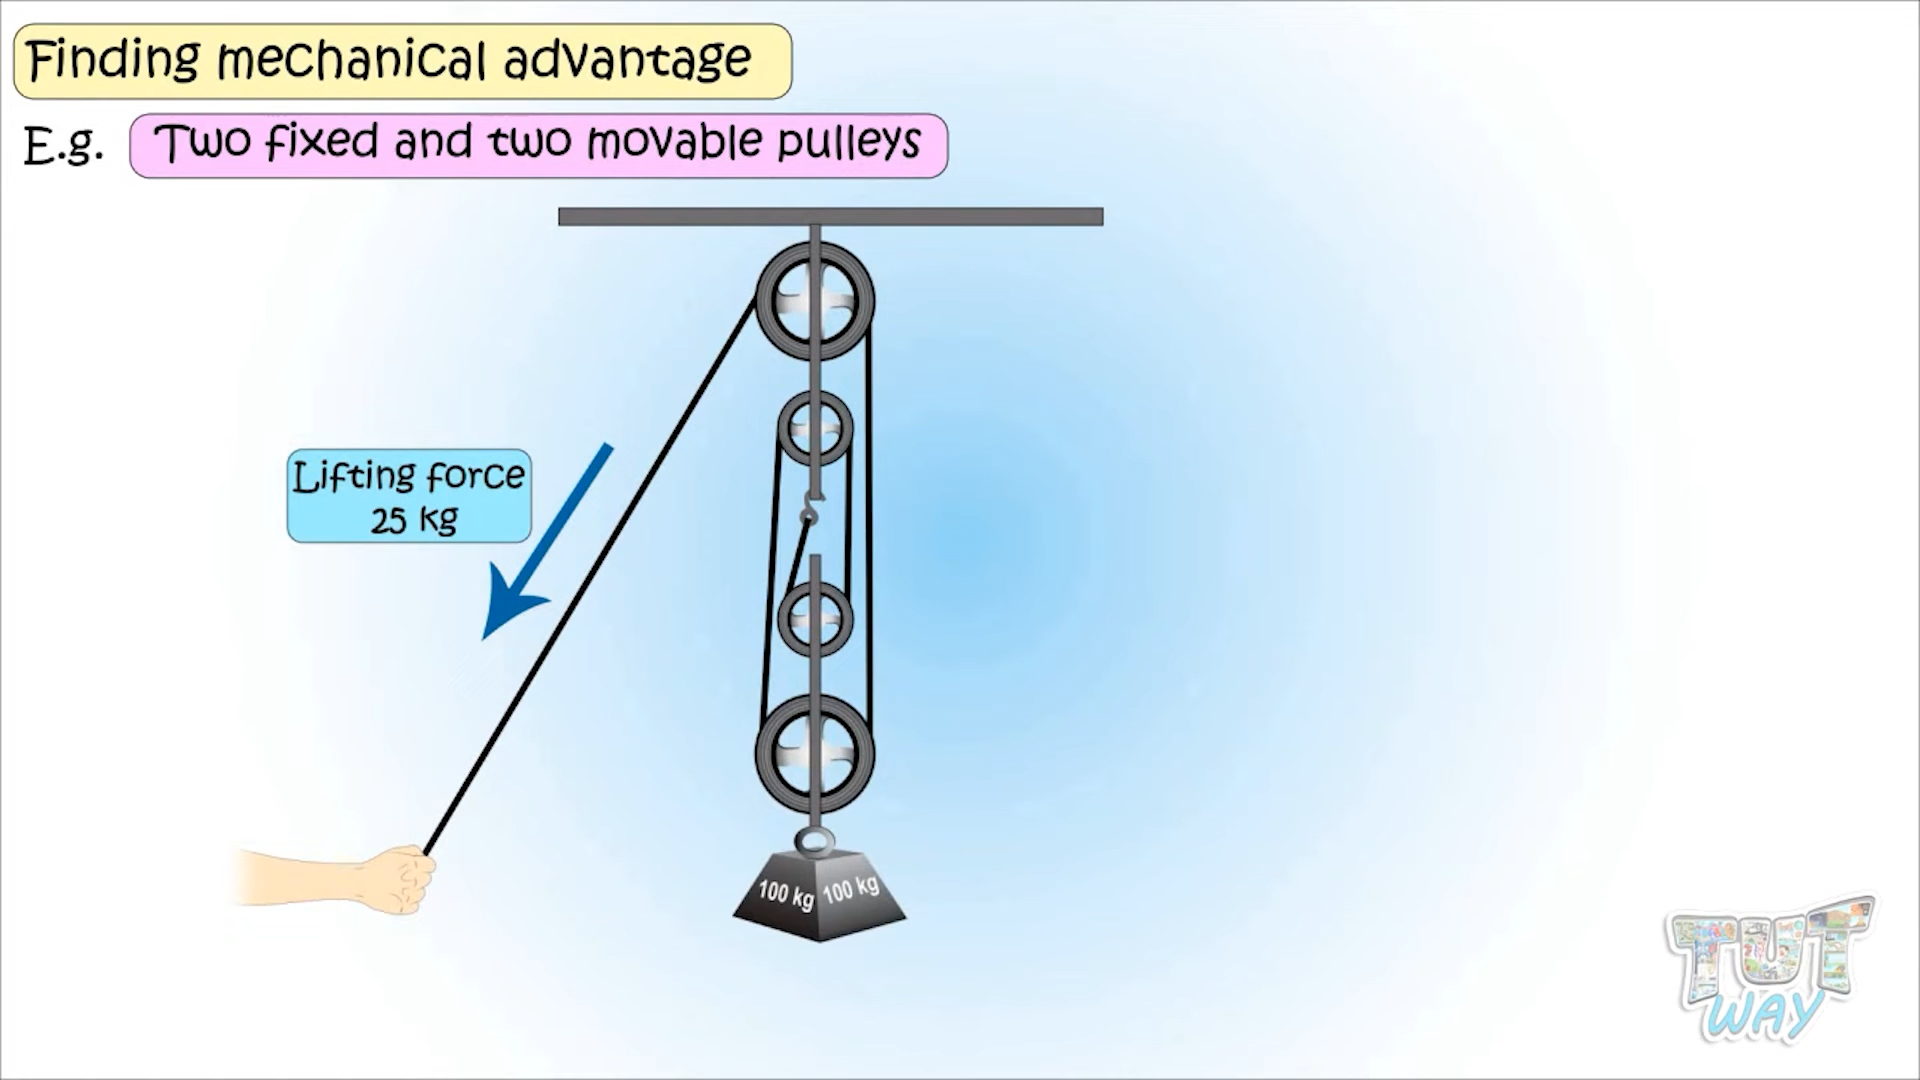 Finding mechanical advantage
E.g. Two fixed and two movable pulleys
Lifting force
25 kg
100 kg 100 kg
TUT
WAY